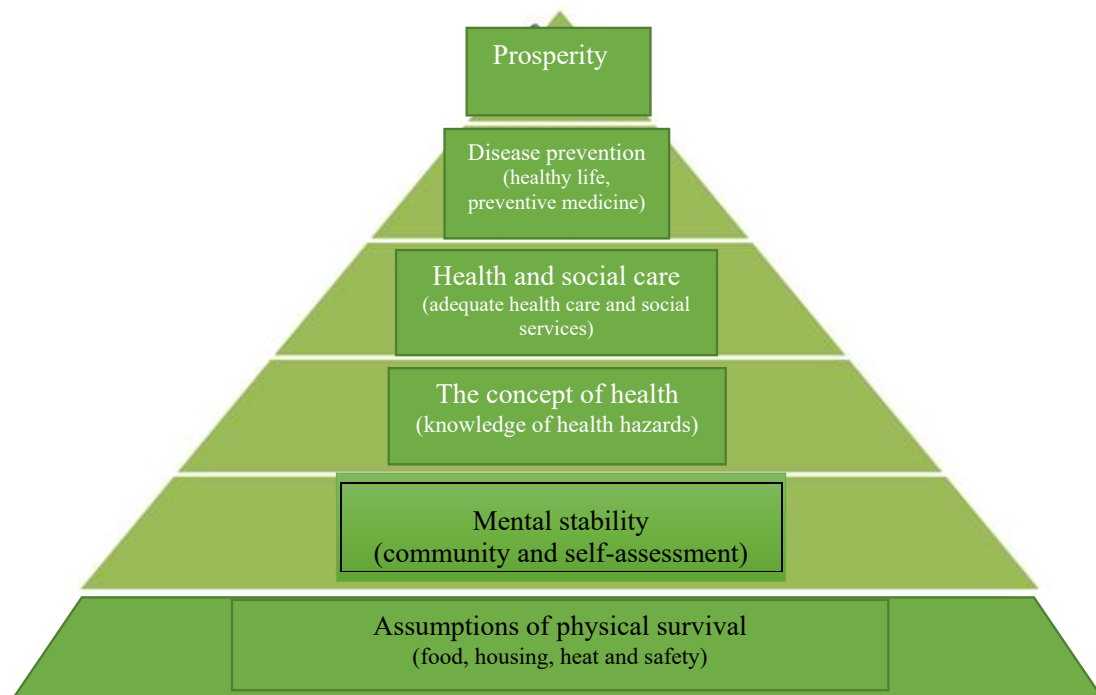 Prosperity
Disease prevention
(healthy life,
preventive medicine)
Health and social care
(adequate health care and social
services)
The concept of health
(knowledge of health hazards)
Mental stability
(community and self-assessment)
Assumptions of physical survival
(food, housing, heat and safety)